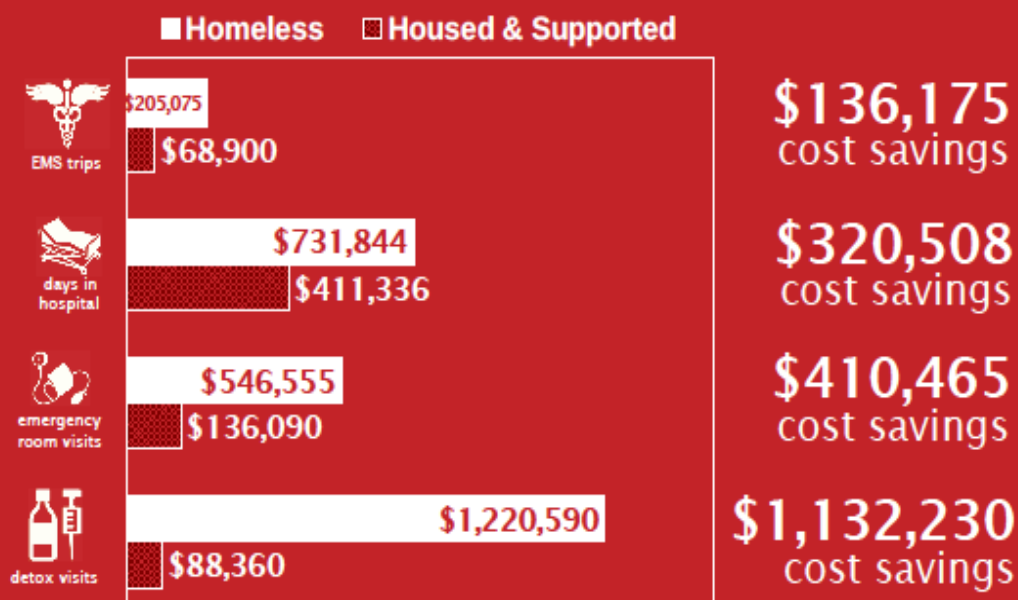 Homeless Housed & Supported
$205,075
$136,175
cost savings
EMS trips
$68,900
$731,844
$320,508
cost savings
days in
hospital
$411,336
$546,555
$410,465
cost savings
emergency
room visits
$136,090
$1,220,590
$1,132,230
cost savings
detox visits
$88,360